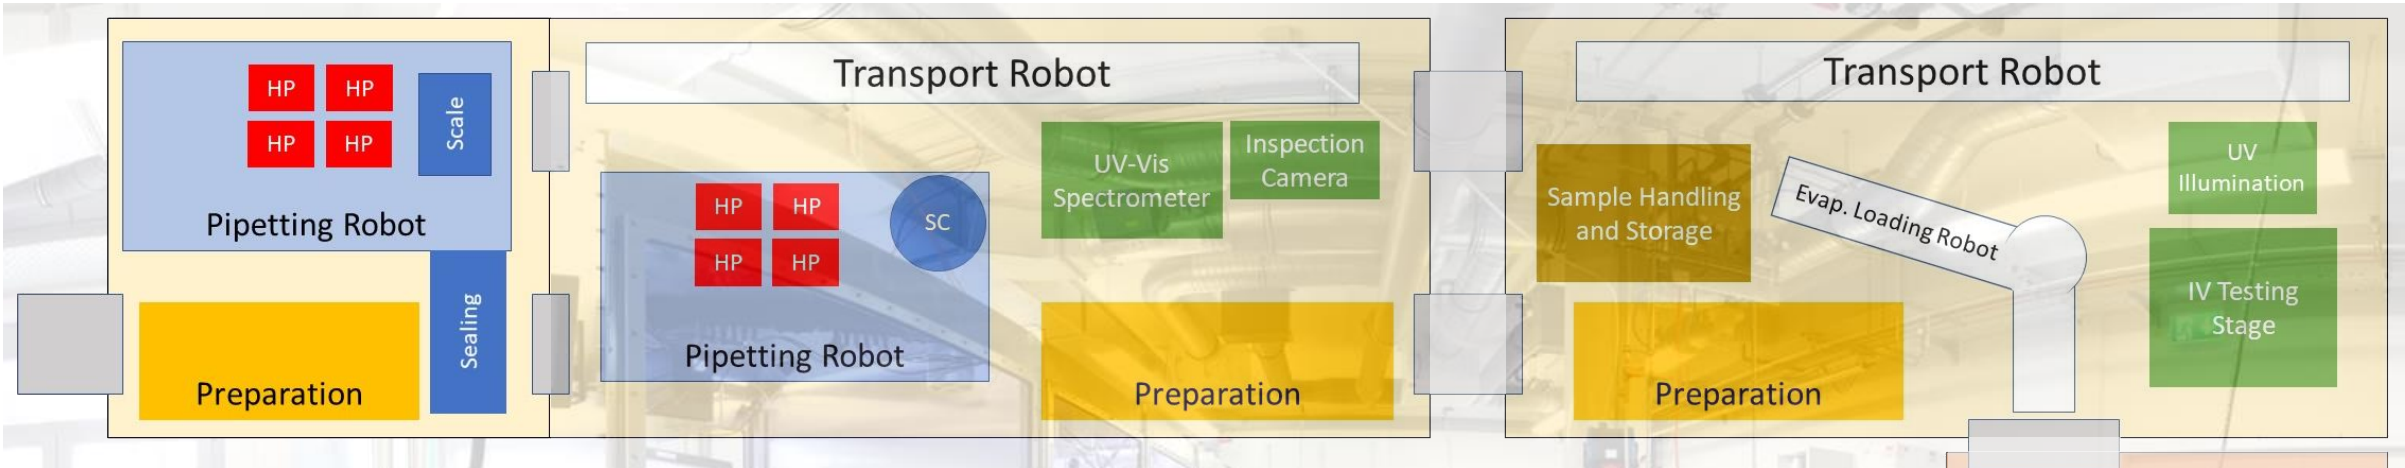 HP HP
HP HP
Scale
Pipetting Robot
Sealing
Preparation
Transport Robot
HP HP
HP HP
SC
Pipetting Robot
UV-Vis
Spectrometer
Inspection
Camera
Preparation
Transport Robot
Sample Handling
and Storage
Evap. Loading Robot
UV
Illumination
IV Testing
Stage
Preparation